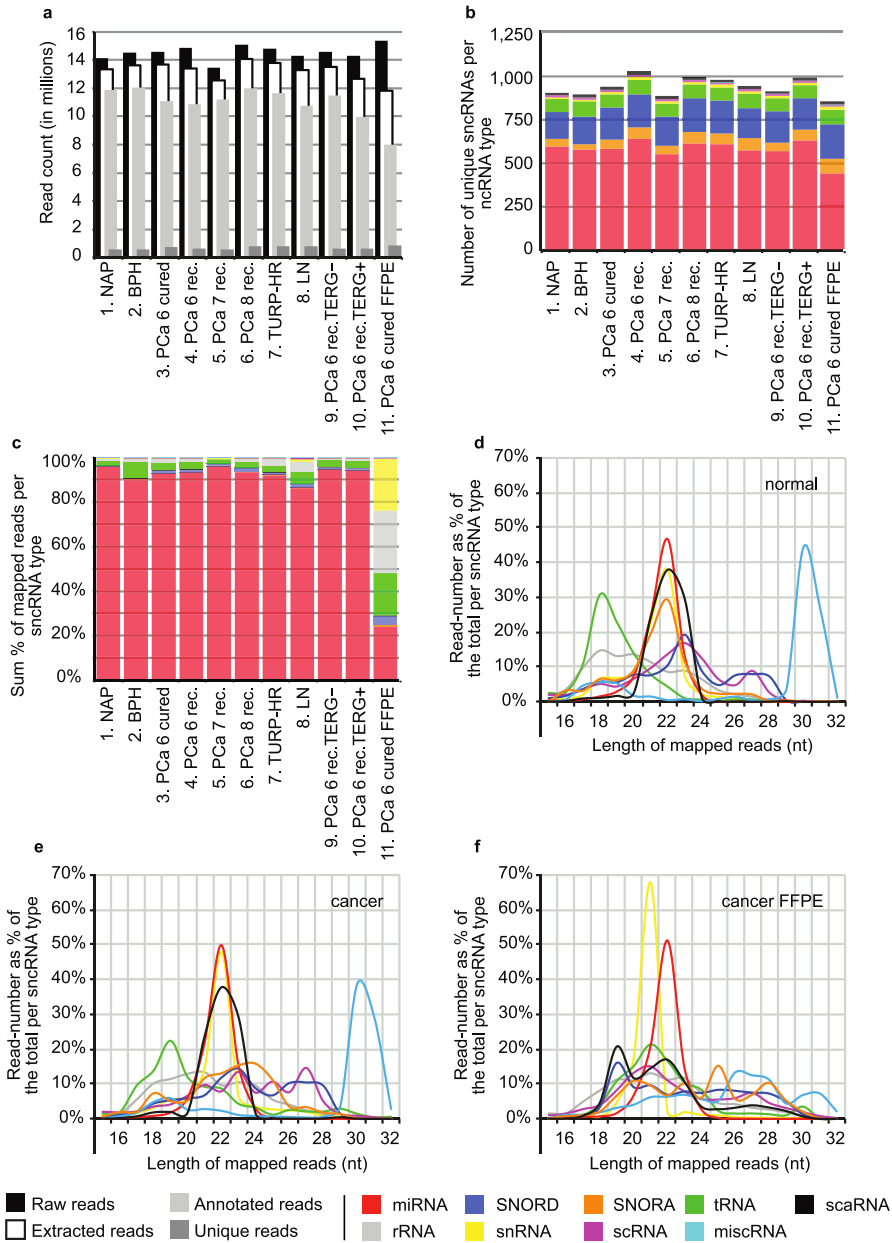 a
Read count (in millions)
16
14
12
10
8
6
4
2
0
1. NAP
2. BPH
3. PCa 6 cured
4. PCa 6 rec.
5. PCa 7 rec.
6. PCa 8 rec.
7. TURP-HR
8. LN
9. PCa 6 rec.TERG−
10. PCa 6 rec.TERG+
11. PCa 6 cured FFPE
b
Number of unique sncRNAs per
ncRNA type
1,250
1,000
750
500
250
0
1. NAP
2. BPH
3. PCa 6 cured
4. PCa 6 rec.
5. PCa 7 rec.
6. PCa 8 rec.
7. TURP-HR
8. LN
9. PCa 6 rec.TERG−
10. PCa 6 rec.TERG+
11. PCa 6 cured FFPE
c
Sum % of mapped reads per
sncRNA type
100%
80%
60%
40%
20%
0%
1. NAP
2. BPH
3. PCa 6 cured
4. PCa 6 rec.
5. PCa 7 rec.
6. PCa 8 rec.
7. TURP-HR
8. LN
9. PCa 6 rec.TERG−
10. PCa 6 rec.TERG+
11. PCa 6 cured FFPE
d
normal
Read-number as % of
the total per sncRNA type
70%
60%
50%
40%
30%
20%
10%
0%
16 18 20 22 24 26 28 30 32
Length of mapped reads (nt)
e
cancer
Read-number as % of
the total per sncRNA type
70%
60%
50%
40%
30%
20%
10%
0%
16 18 20 22 24 26 28 30 32
Length of mapped reads (nt)
f
cancer FFPE
Read-number as % of
the total per sncRNA type
70%
60%
50%
40%
30%
20%
10%
0%
16 18 20 22 24 26 28 30 32
Length of mapped reads (nt)
Raw reads
Annotated reads
Extracted reads
Unique reads
miRNA
SNORD
SNORA
tRNA
scaRNA
rRNA
snRNA
scRNA
miscRNA